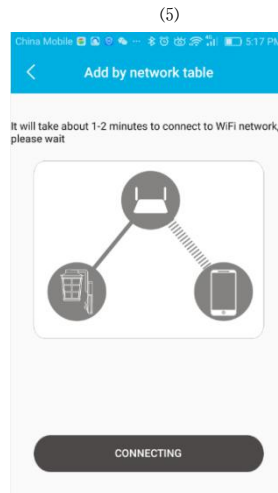 (5)
China Mobile 5:17 PM
Add by network table
It will take about 1-2 minutes to connect to WiFi network,
please wait
CONNECTING